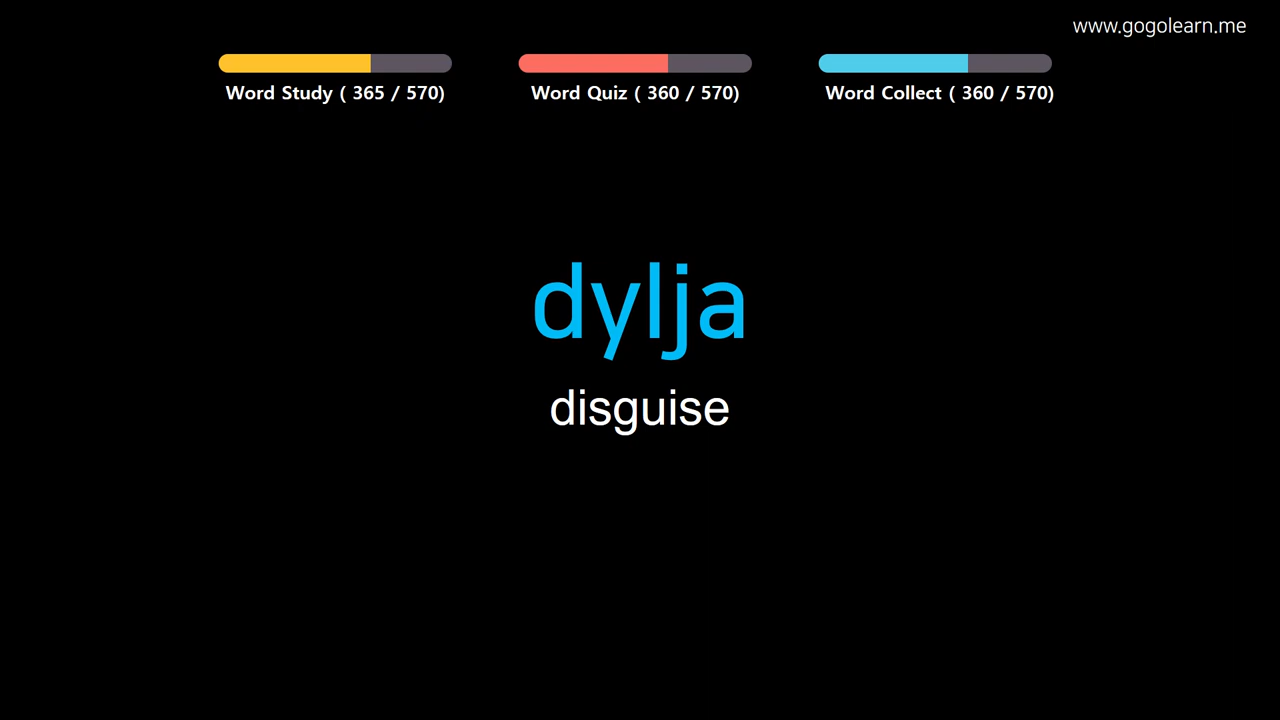 www.gogolearn.me
Word Study ( 365 / 570)
Word Quiz ( 360 / 570)
Word Collect ( 360 / 570)
dylja
disguise